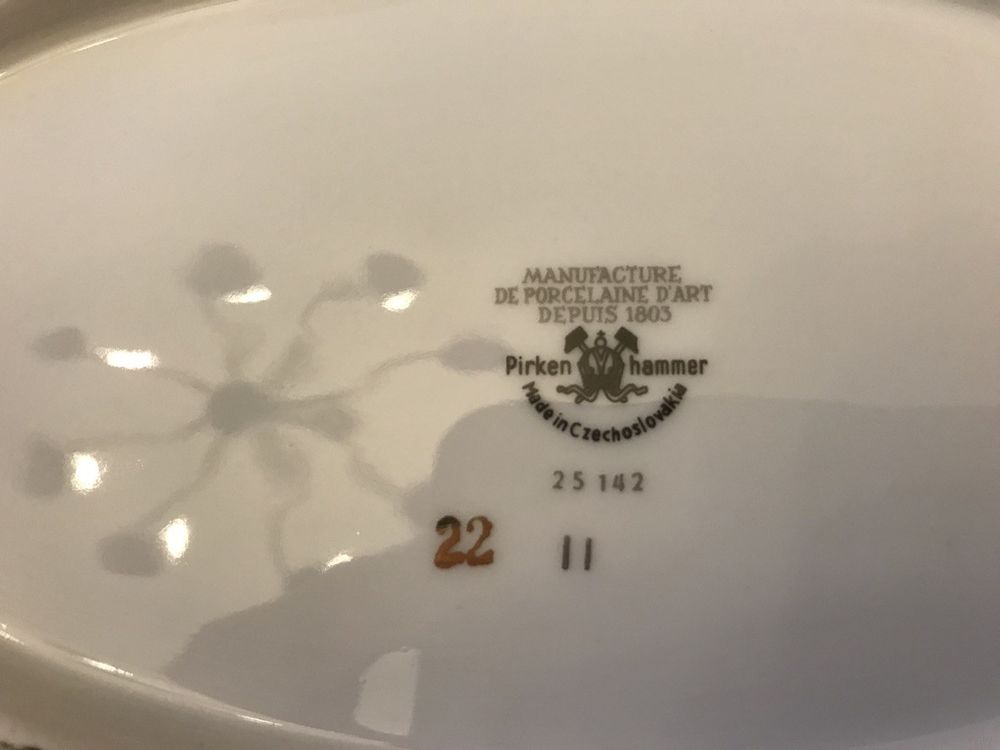 MANUFACTURE
DE PORCELAINE D'ART
DEPUIS 1803
Pirken hammer
Made in Czechoslovakia
25 142
22 11